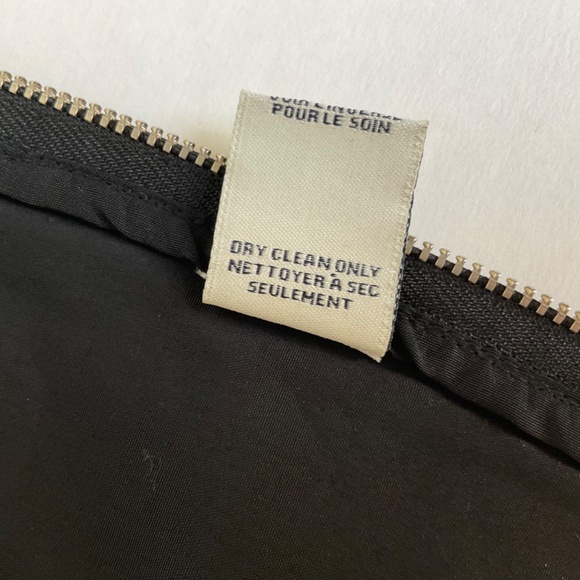 POUR LE SOIN
DRY CLEAN ONLY
NETTOYER À SEC
SEULEMENT